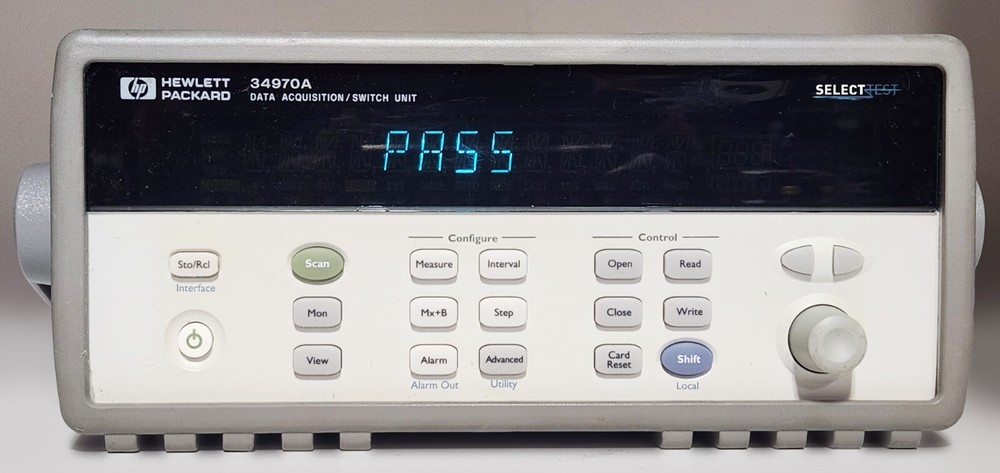 hp HEWLETT PACKARD
34970A
DATA ACQUISITION/SWITCH UNIT
SELECTTEST
PASS
Configure
Control
Sto/Rcl
Scan
Measure
Interval
Open
Read
Interface
Mon
Mx+B
Step
Close
Write
View
Alarm
Advanced
Card Reset
Shift
Alarm Out
Utility
Local